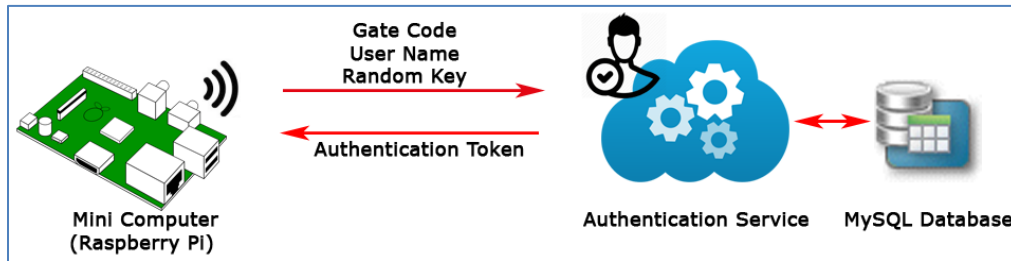 Gate Code
User Name
Random Key
Authentication Token
Mini Computer
(Raspberry Pi)
Authentication Service
MySQL Database